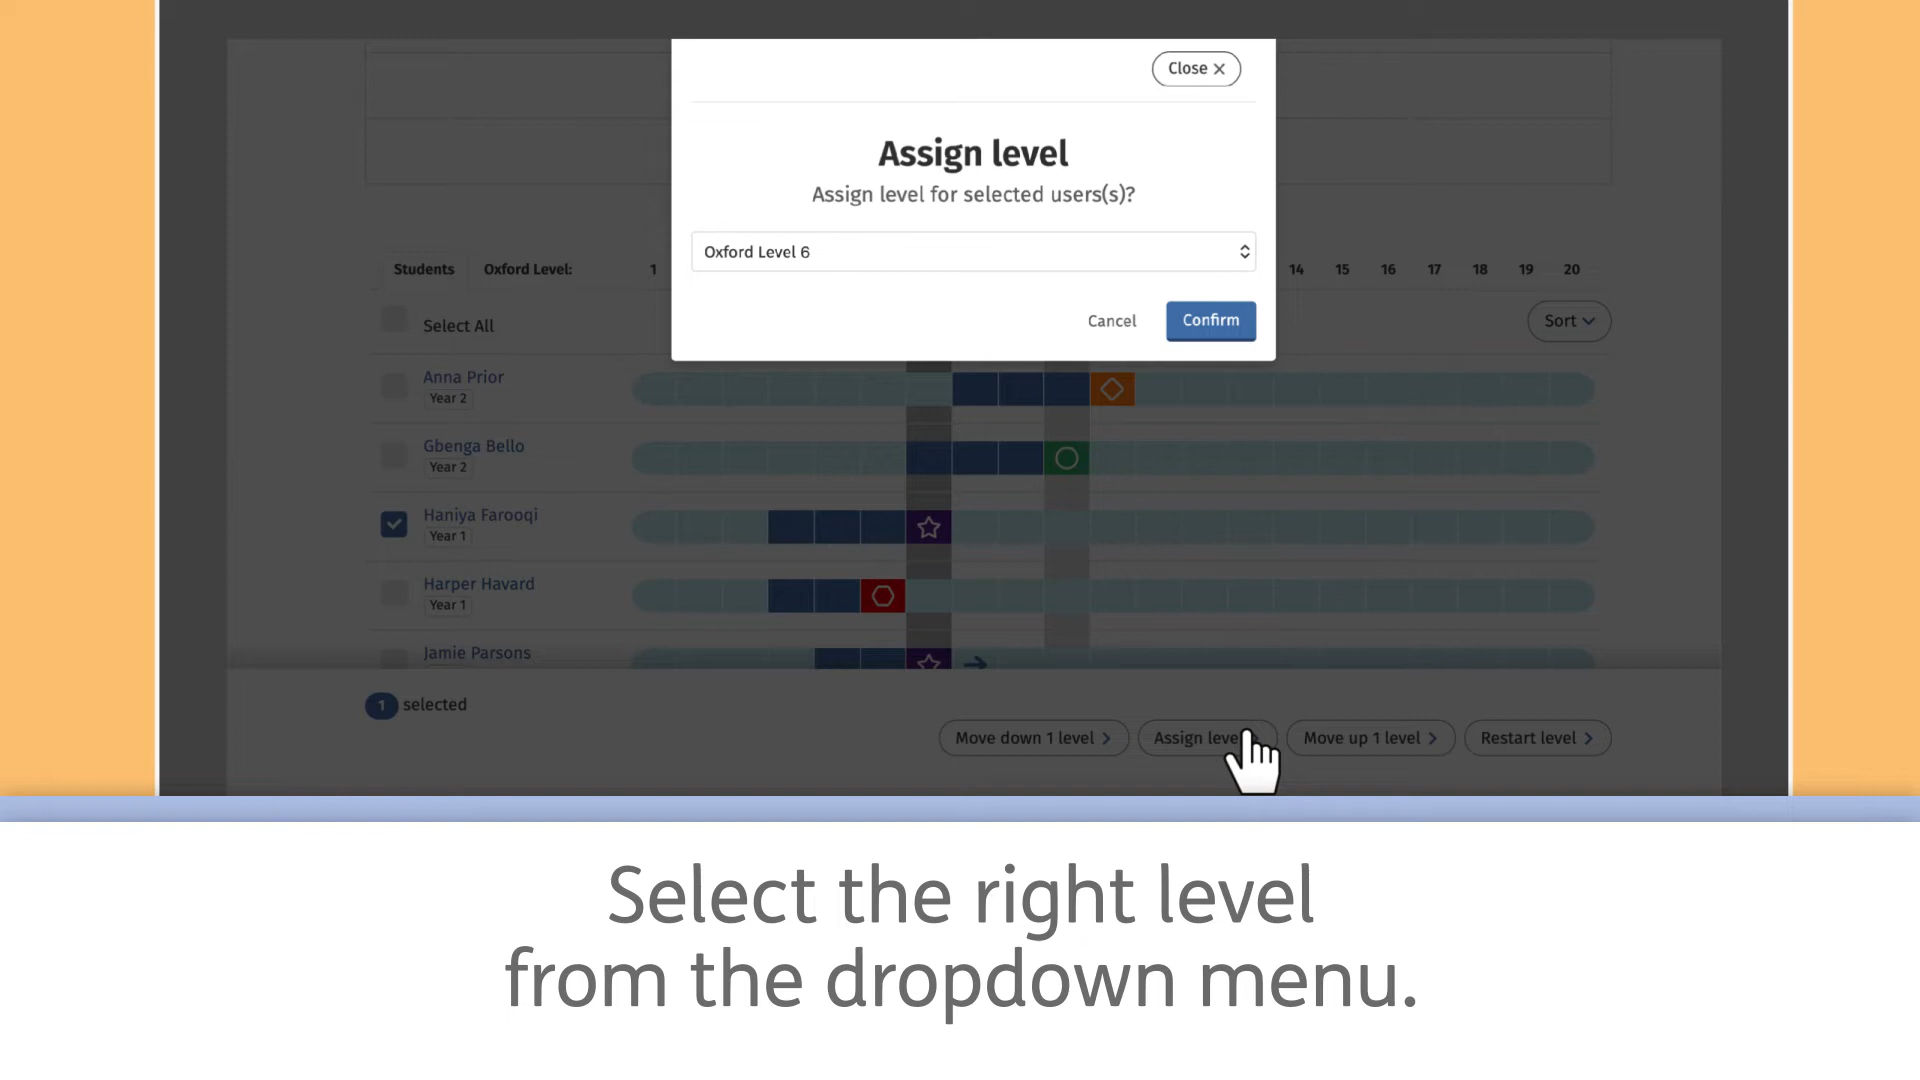 Close ×
Assign level
Assign level for selected users(s)?
Oxford Level 6
Cancel
Confirm
Students Oxford Level: 1 14 15 16 17 18 19 20
Select All
Sort
Anna Prior
Year 2
Gbenga Bello
Year 2
Haniya Farooqi
Year 1
Harper Havard
Year 1
Jamie Parsons
1 selected
Move down 1 level >
Assign level
Move up 1 level >
Restart level >
Select the right level
from the dropdown menu.